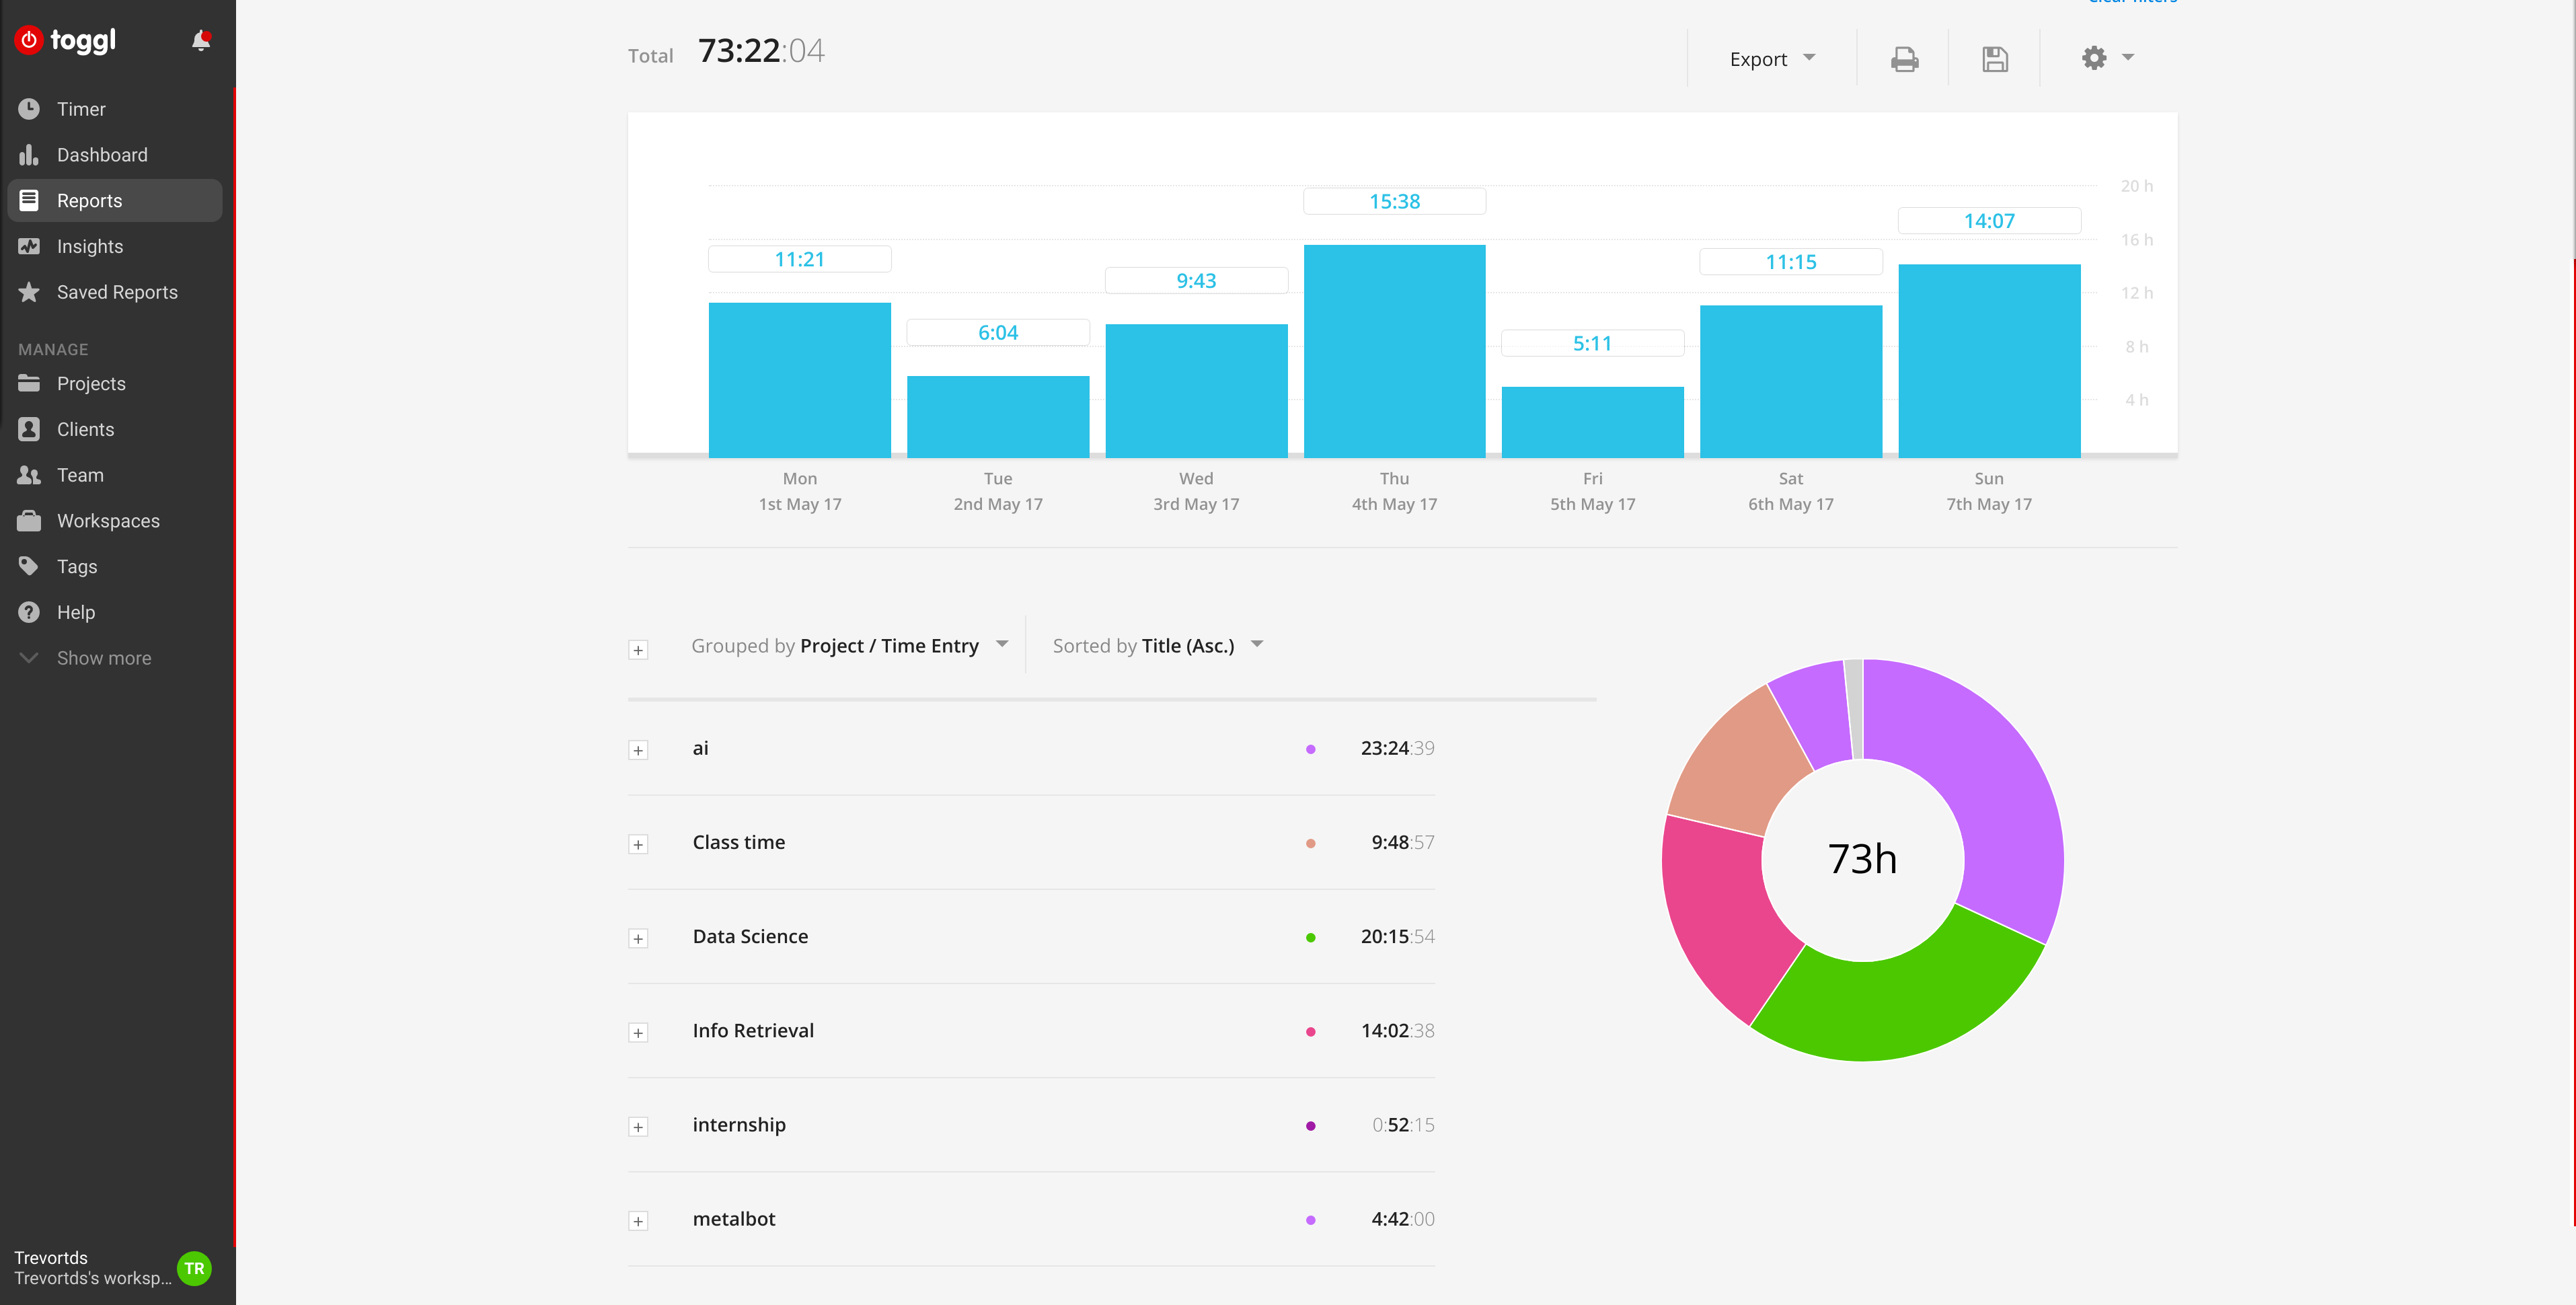 Clear filters
toggl
Timer
Dashboard
Reports
Insights
Saved Reports
MANAGE
Projects
Clients
Team
Workspaces
Tags
Help
Show more
Trevortds
Trevortds's worksp...
TR
Total 73:22:04
Export
20 h
16 h
12 h
8 h
4 h
11:21
6:04
9:43
15:38
5:11
11:15
14:07
Mon
1st May 17
Tue
2nd May 17
Wed
3rd May 17
Thu
4th May 17
Fri
5th May 17
Sat
6th May 17
Sun
7th May 17
Grouped by Project / Time Entry
Sorted by Title (Asc.)
ai 23:24:39
Class time 9:48:57
Data Science 20:15:54
Info Retrieval 14:02:38
internship 0:52:15
metalbot 4:42:00
73h